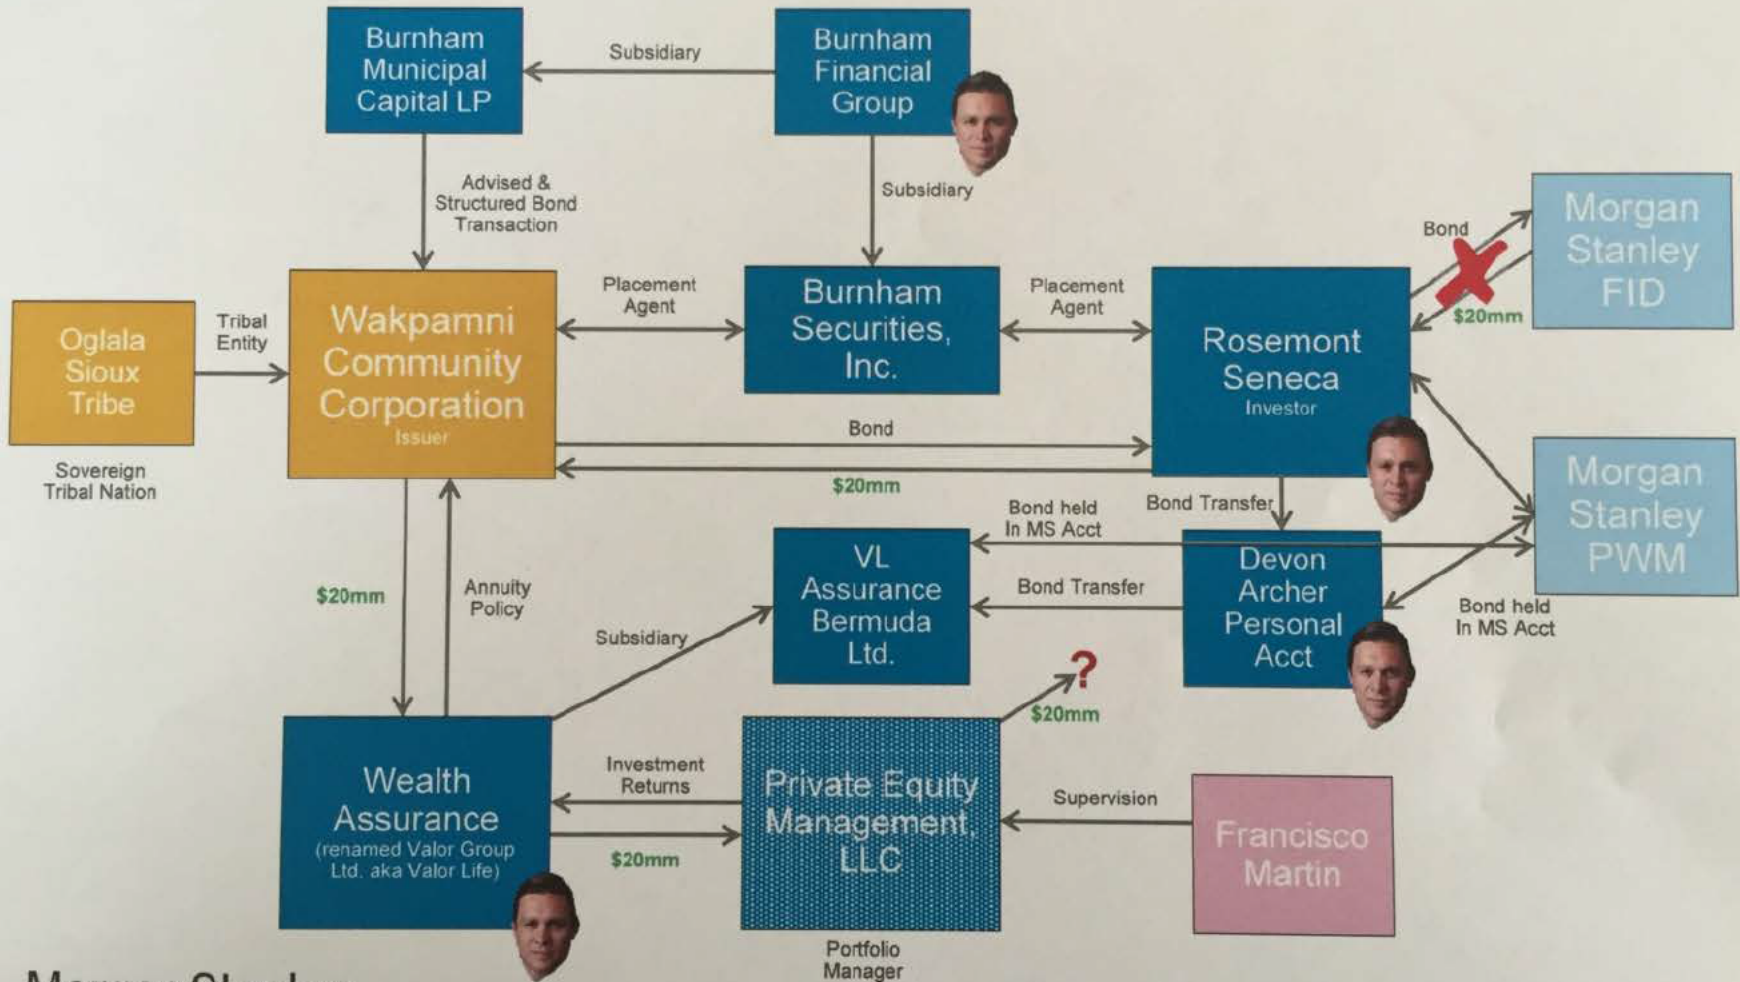 Burnham
Municipal
Capital LP
Subsidiary
Burnham
Financial
Group
Advised &
Structured Bond
Transaction
Subsidiary
Oglala
Sioux
Tribe
Sovereign
Tribal Nation
Tribal
Entity
Wakpamni
Community
Corporation
Issuer
Placement
Agent
Burnham
Securities,
Inc.
Placement
Agent
Rosemont
Seneca
Investor
Bond
$20mm
Morgan
Stanley
FID
Bond
$20mm
Bond held
In MS Acct
Bond Transfer
Morgan
Stanley
PWM
$20mm
Annuity
Policy
Subsidiary
VL
Assurance
Bermuda
Ltd.
Bond Transfer
Devon
Archer
Personal
Acct
Bond held
In MS Acct
?
$20mm
Wealth
Assurance
(renamed Valor Group
Ltd. aka Valor Life)
Investment
Returns
$20mm
Private Equity
Management,
LLC
Portfolio
Manager
Supervision
Francisco
Martin